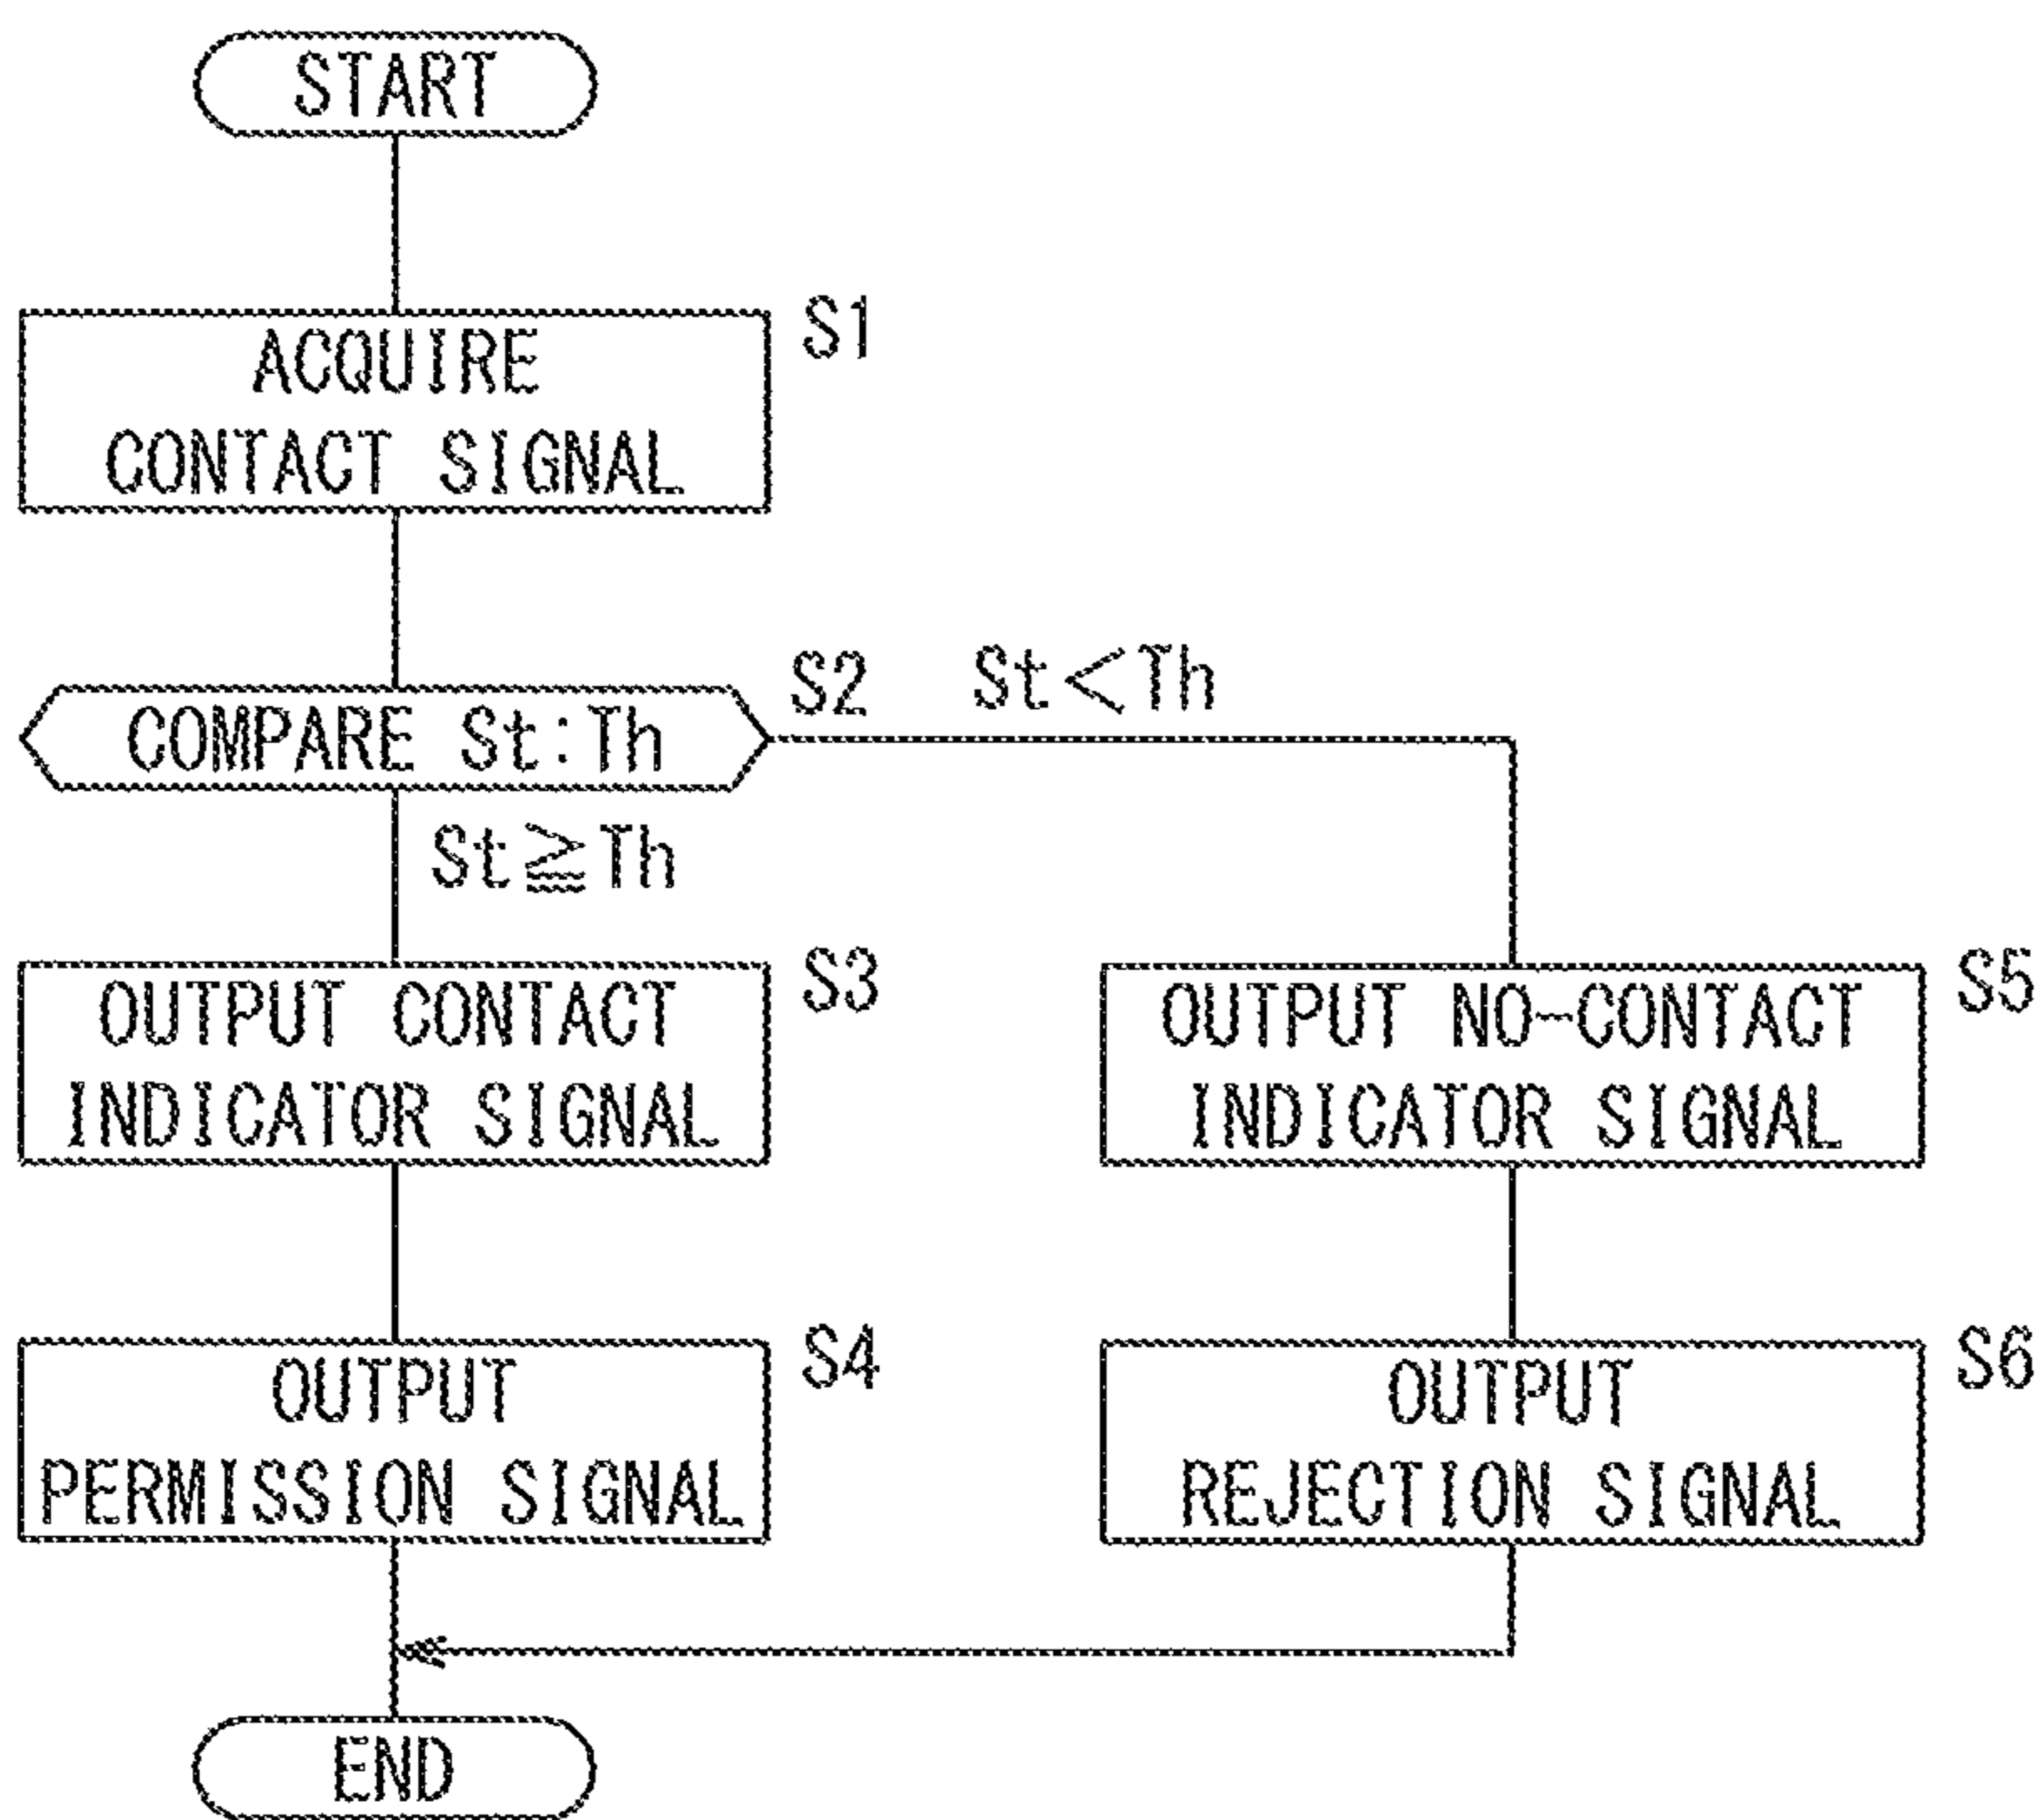 START
ACQUIRE
CONTACT SIGNAL
S1
COMPARE St:Th
S2
St<Th
St≧Th
OUTPUT CONTACT
INDICATOR SIGNAL
S3
OUTPUT NO-CONTACT
INDICATOR SIGNAL
S5
OUTPUT
PERMISSION SIGNAL
S4
OUTPUT
REJECTION SIGNAL
S6
END